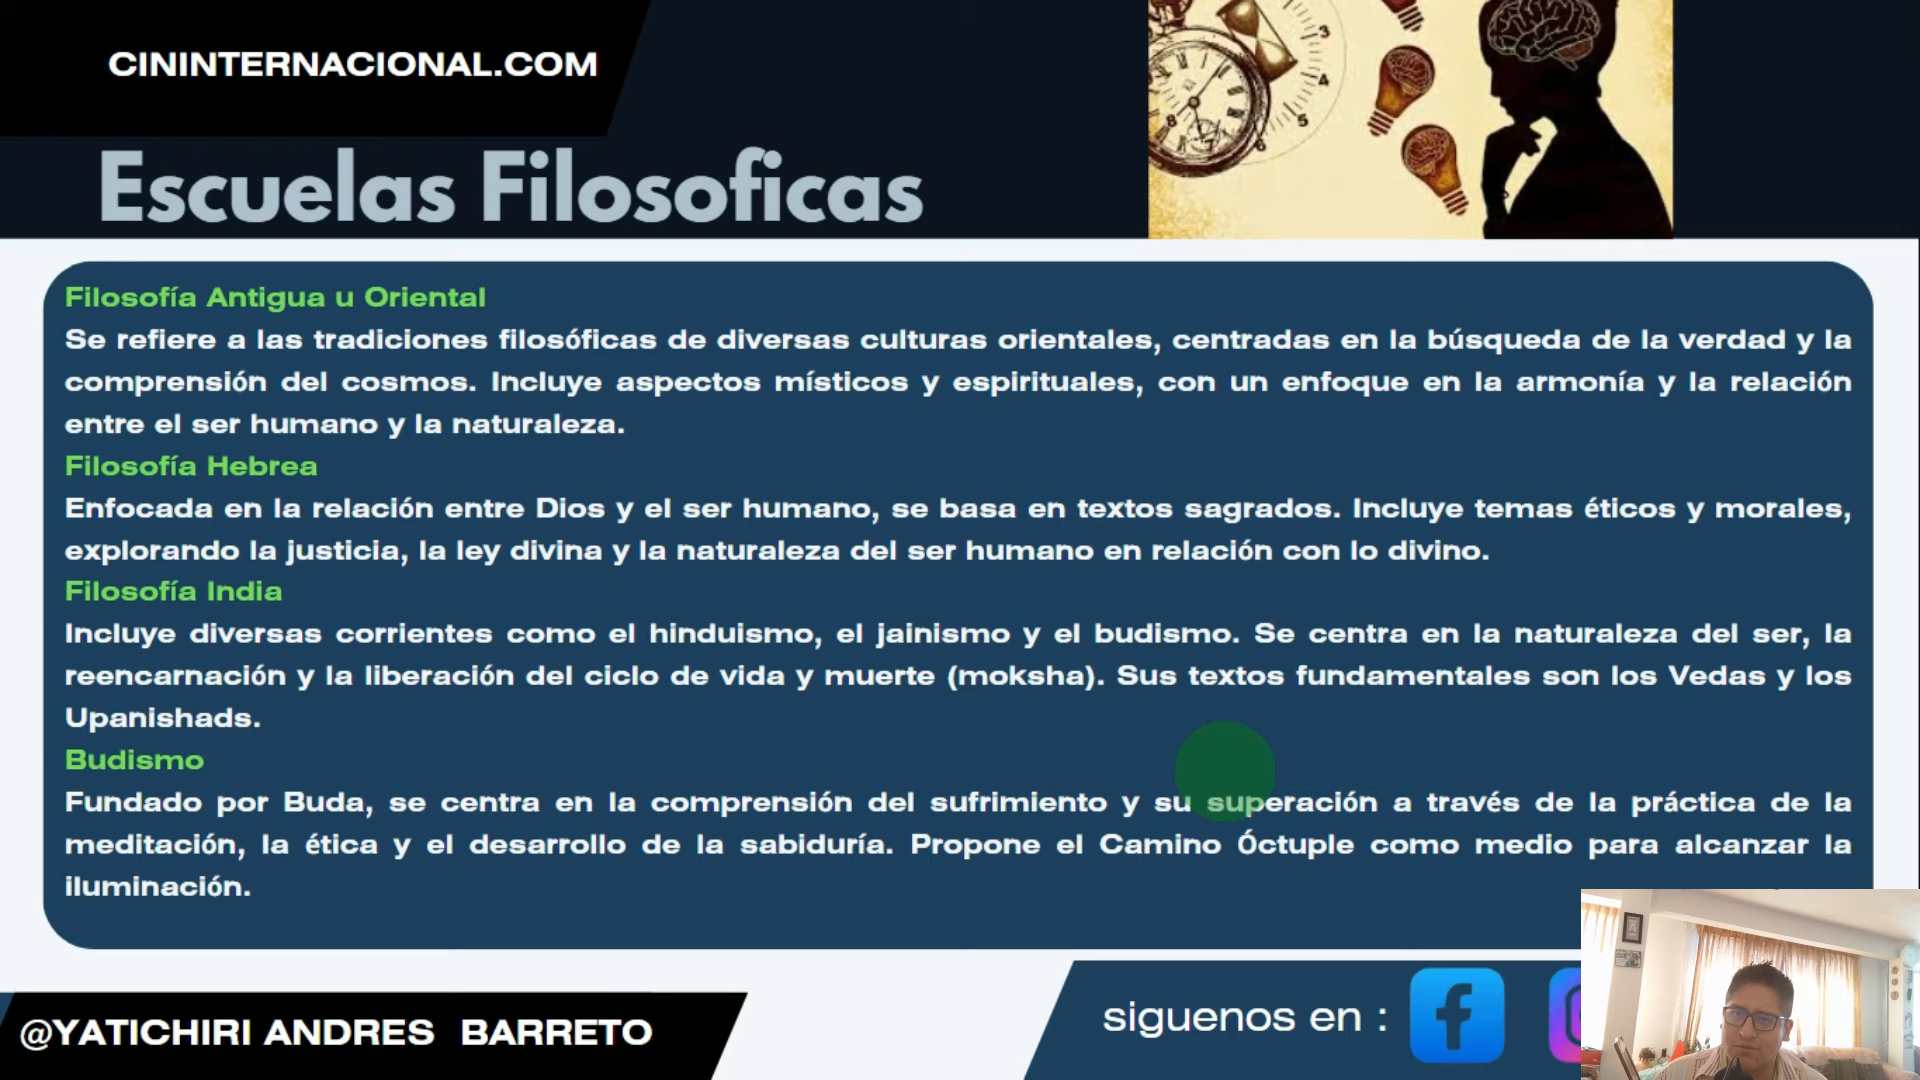 CININTERNACIONAL.COM
Escuelas Filosoficas
3
4
5
6
7
8
Filosofía Antigua u Oriental
Se refiere a las tradiciones filosóficas de diversas culturas orientales, centradas en la búsqueda de la verdad y la
comprensión del cosmos. Incluye aspectos místicos y espirituales, con un enfoque en la armonía y la relación
entre el ser humano y la naturaleza.
Filosofía Hebrea
Enfocada en la relación entre Dios y el ser humano, se basa en textos sagrados. Incluye temas éticos y morales,
explorando la justicia, la ley divina y la naturaleza del ser humano en relación con lo divino.
Filosofía India
Incluye diversas corrientes como el hinduismo, el jainismo y el budismo. Se centra en la naturaleza del ser, la
reencarnación y la liberación del ciclo de vida y muerte (moksha). Sus textos fundamentales son los Vedas y los
Upanishads.
Budismo
Fundado por Buda, se centra en la comprensión del sufrimiento y su superación a través de la práctica de la
meditación, la ética y el desarrollo de la sabiduría. Propone el Camino Óctuple como medio para alcanzar la
iluminación.
@YATICHIRI ANDRES BARRETO
siguenos en :